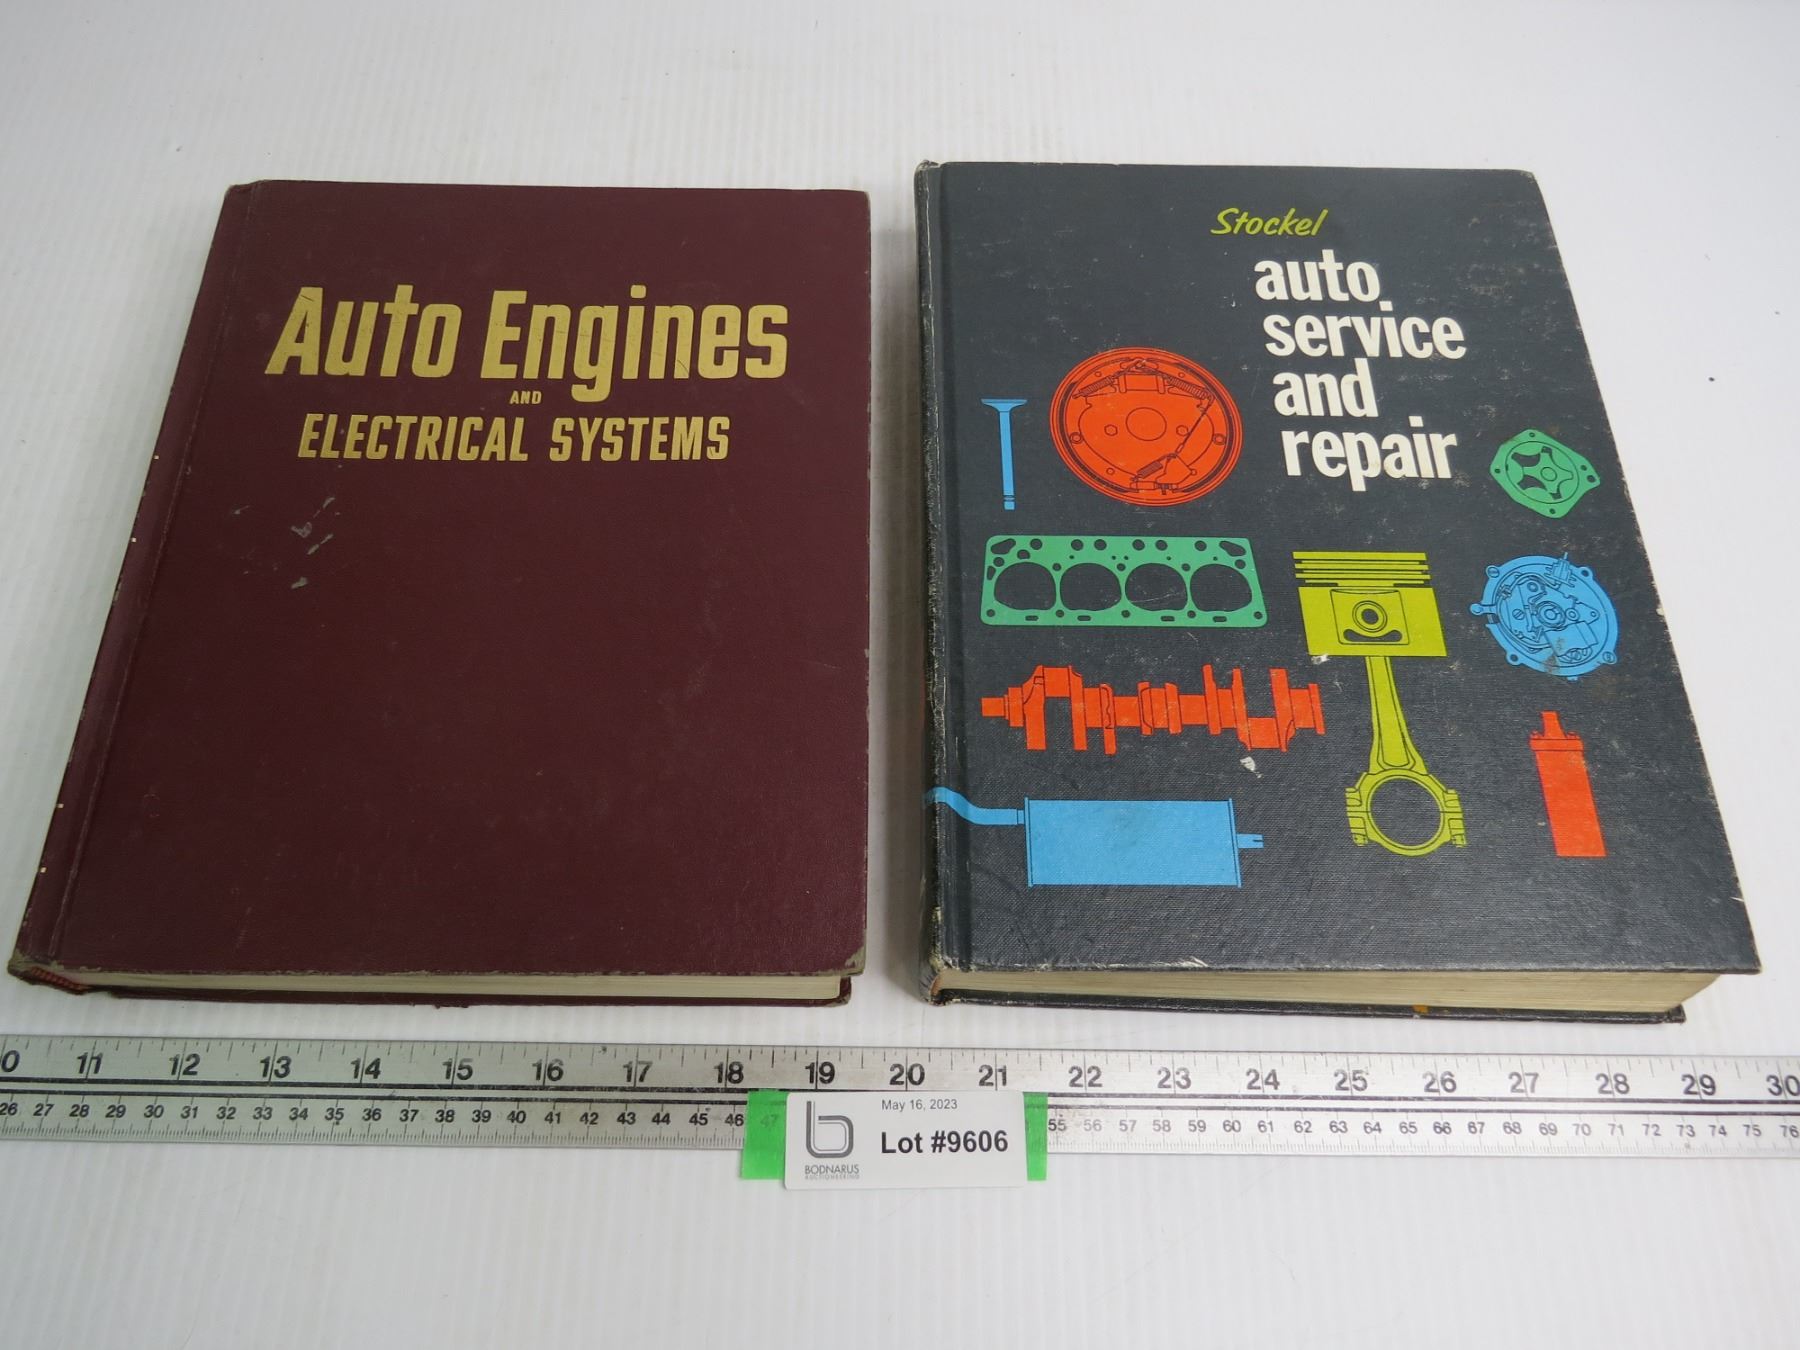 Auto Engines
AND
ELECTRICAL SYSTEMS
Stockel
auto
service
and
repair
0 11 12 13 14 15 16 17 18 19 20 21 22 23 24 25 26 27 28 29 30
26 27 28 29 30 31 32 33 34 35 36 37 38 39 40 41 42 43 44 45 46 47 55 56 57 58 59 60 61 62 63 64 65 66 67 68 69 70 71 72 73 74 75 76
May 16, 2023
Lot #9606
BODNARUS
AUCTIONEERING